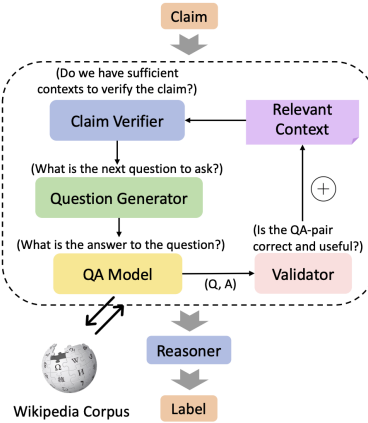 Claim
(Do we have sufficient
contexts to verify the claim?)
Claim Verifier
Relevant
Context
(What is the next question to ask?)
Question Generator
(Is the QA-pair
correct and useful?)
(What is the answer to the question?)
QA Model
(Q, A)
Validator
Reasoner
Wikipedia Corpus
Label